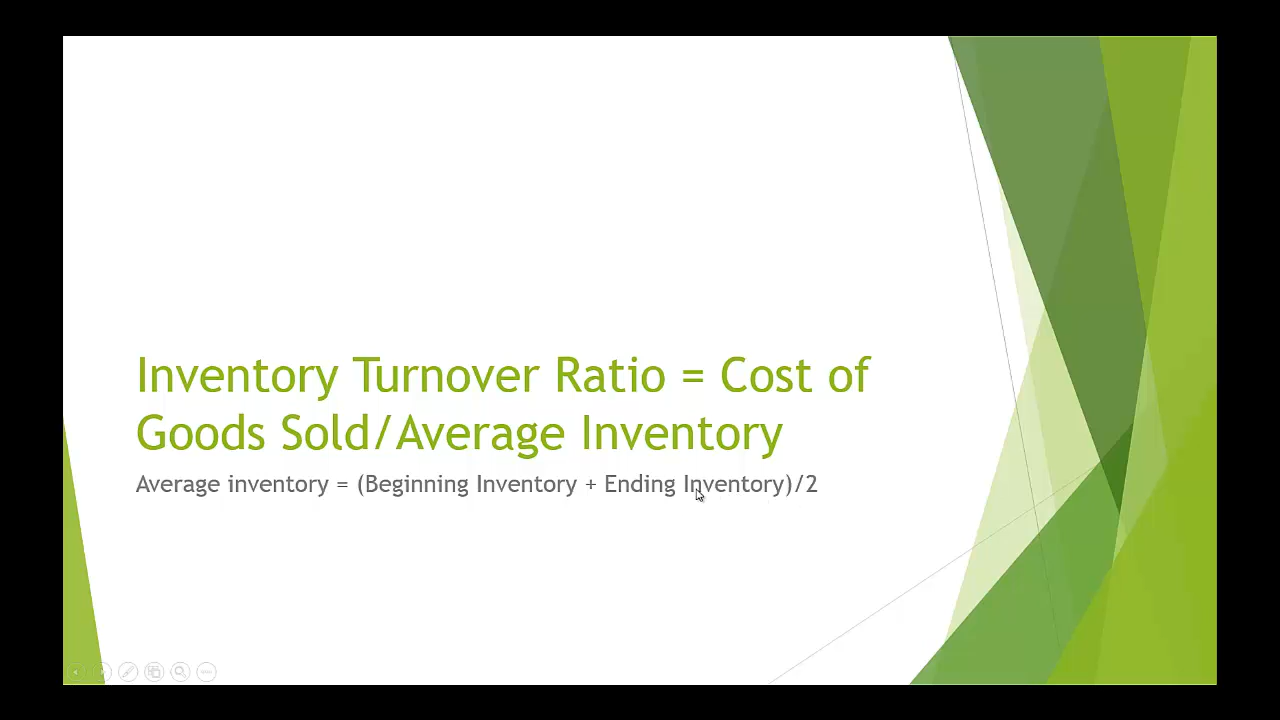 Inventory Turnover Ratio = Cost of
Goods Sold/Average Inventory
Average inventory = (Beginning Inventory + Ending Inventory)/2